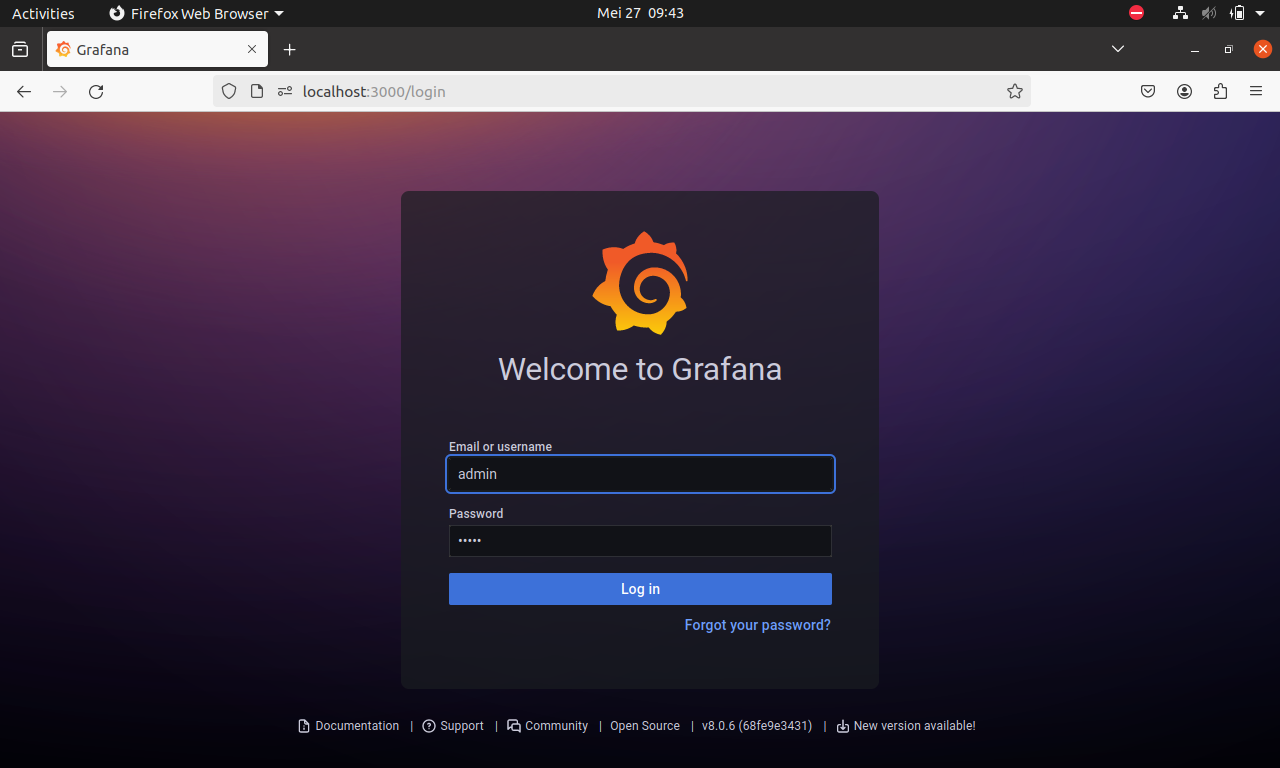 Activities Firefox Web Browser Mei 27 09:43
Grafana
localhost:3000/login
Welcome to Grafana
Email or username
admin
Password
•••••
Log in
Forgot your password?
Documentation | Support | Community | Open Source | v8.0.6 (68fe9e3431) | New version available!